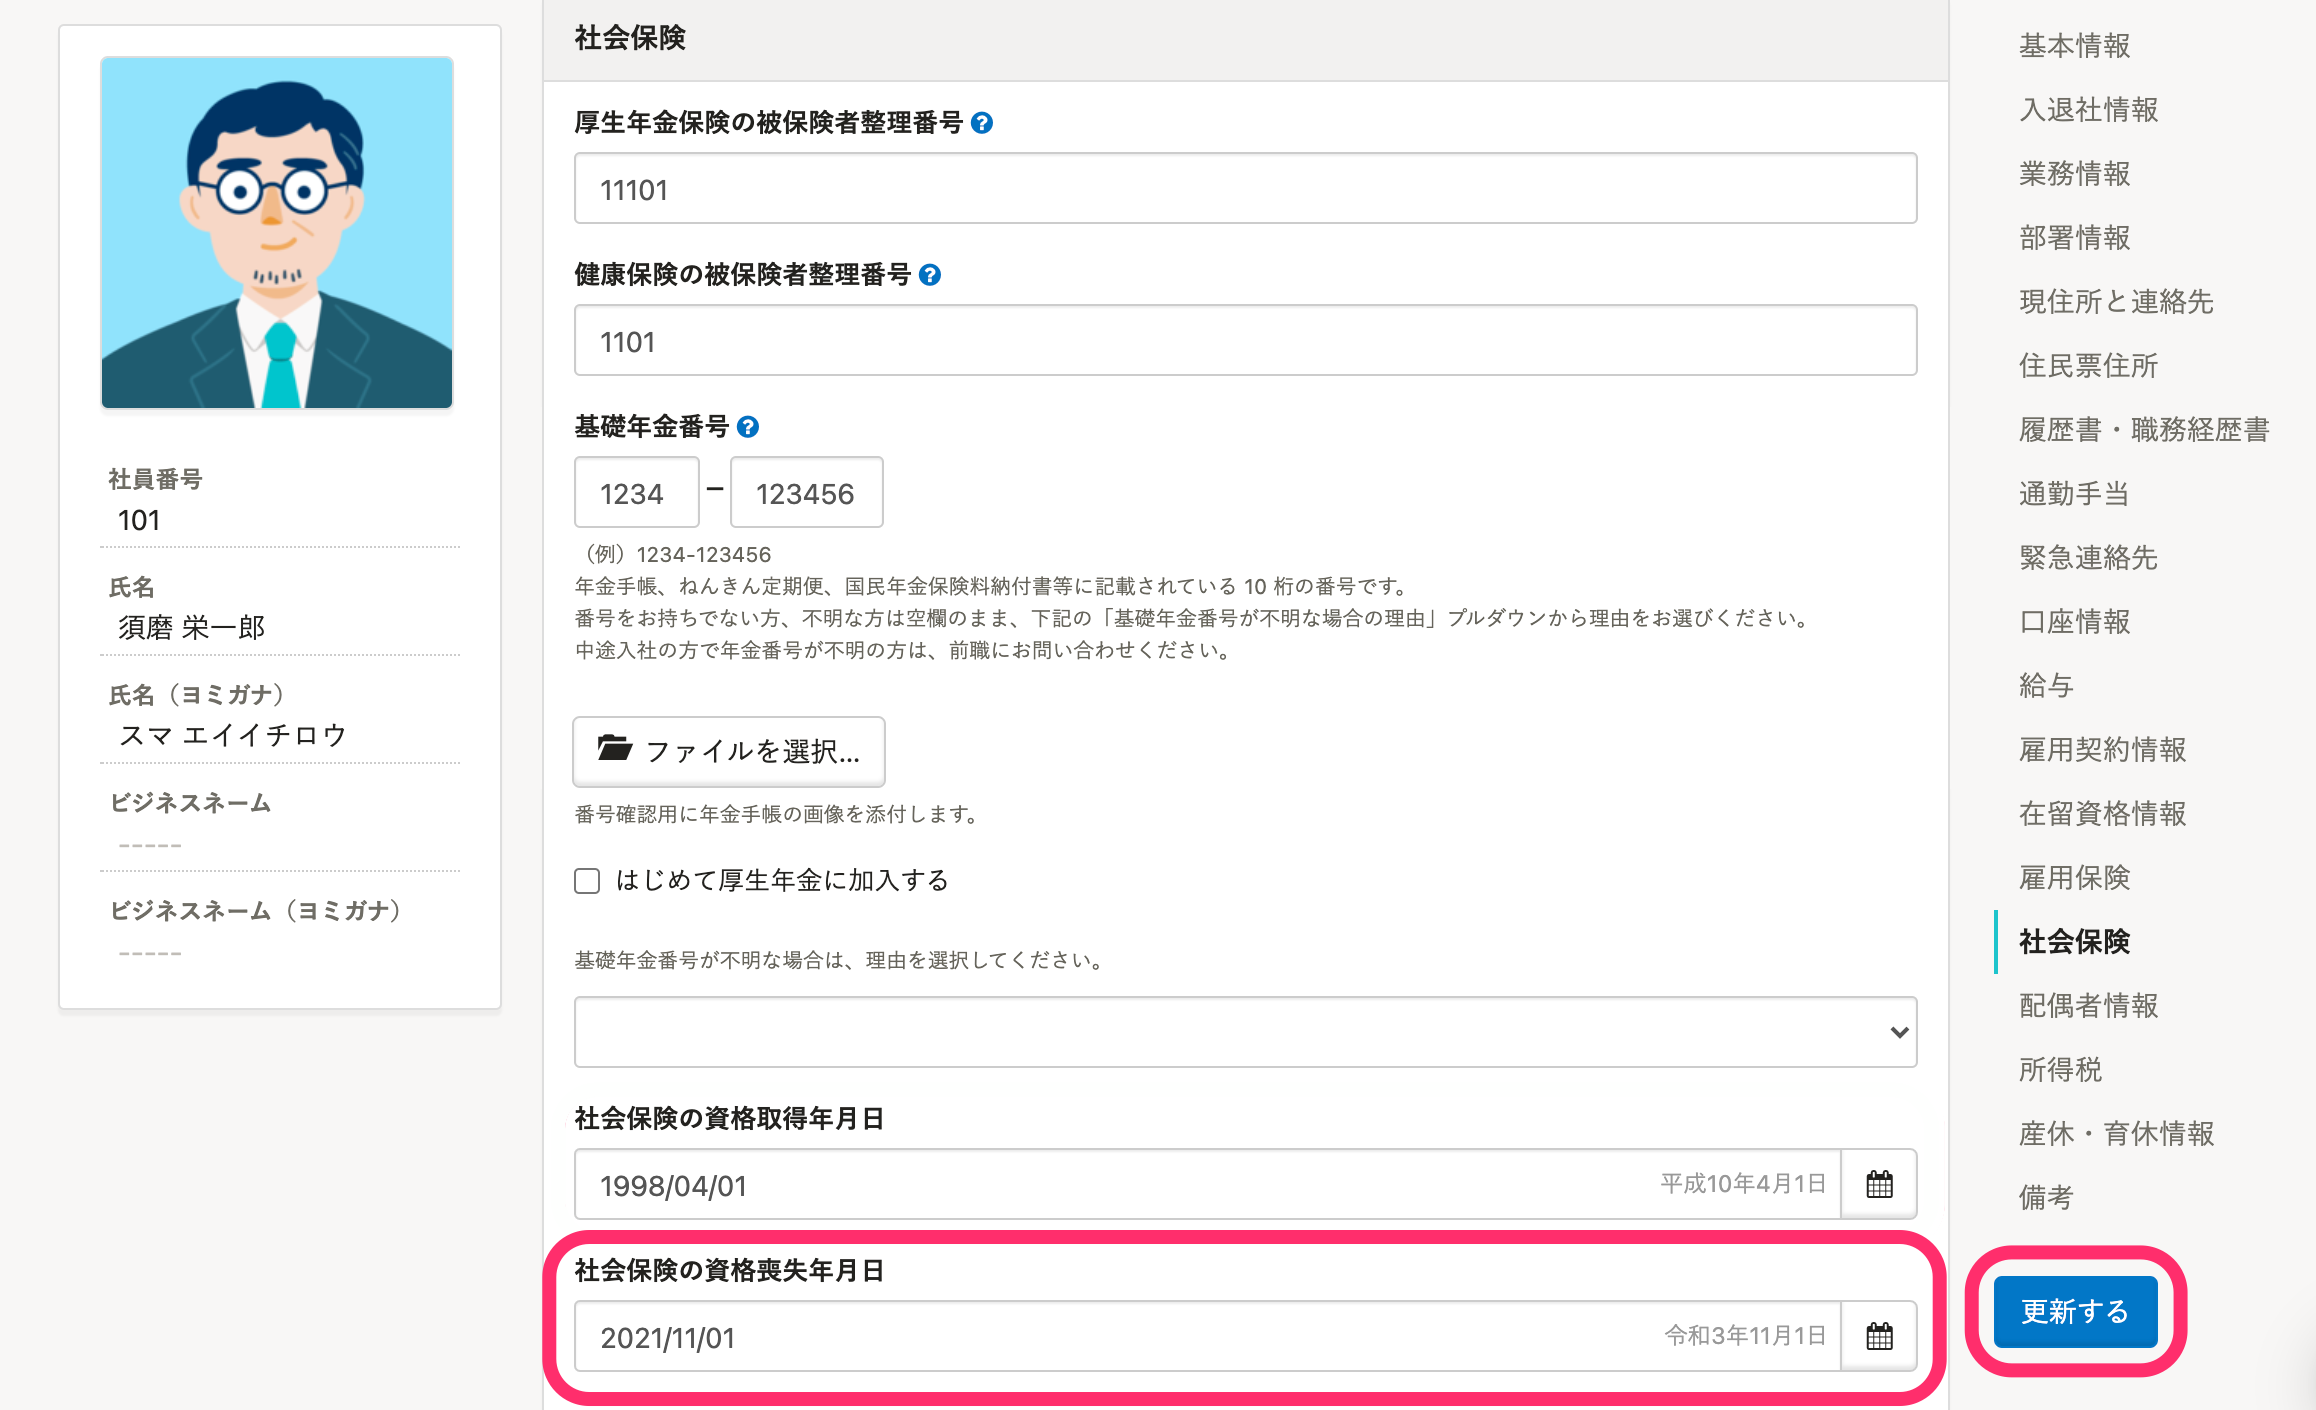 社員番号
101
氏名
須磨 栄一郎
氏名（ヨミガナ）
スマ エイイチロウ
ビジネスネーム
-----
ビジネスネーム（ヨミガナ）
-----
社会保険
厚生年金保険の被保険者整理番号
11101
健康保険の被保険者整理番号
1101
基礎年金番号
1234 – 123456
（例）1234-123456
年金手帳、ねんきん定期便、国民年金保険料納付書等に記載されている 10 桁の番号です。
番号をお持ちでない方、不明な方は空欄のまま、下記の「基礎年金番号が不明な場合の理由」プルダウンから理由をお選びください。
中途入社の方で年金番号が不明の方は、前職にお問い合わせください。
ファイルを選択...
番号確認用に年金手帳の画像を添付します。
はじめて厚生年金に加入する
基礎年金番号が不明な場合は、理由を選択してください。
社会保険の資格取得年月日
1998/04/01 平成10年4月1日
社会保険の資格喪失年月日
2021/11/01 令和3年11月1日
基本情報
入退社情報
業務情報
部署情報
現住所と連絡先
住民票住所
履歴書・職務経歴書
通勤手当
緊急連絡先
口座情報
給与
雇用契約情報
在留資格情報
雇用保険
社会保険
配偶者情報
所得税
産休・育休情報
備考
更新する